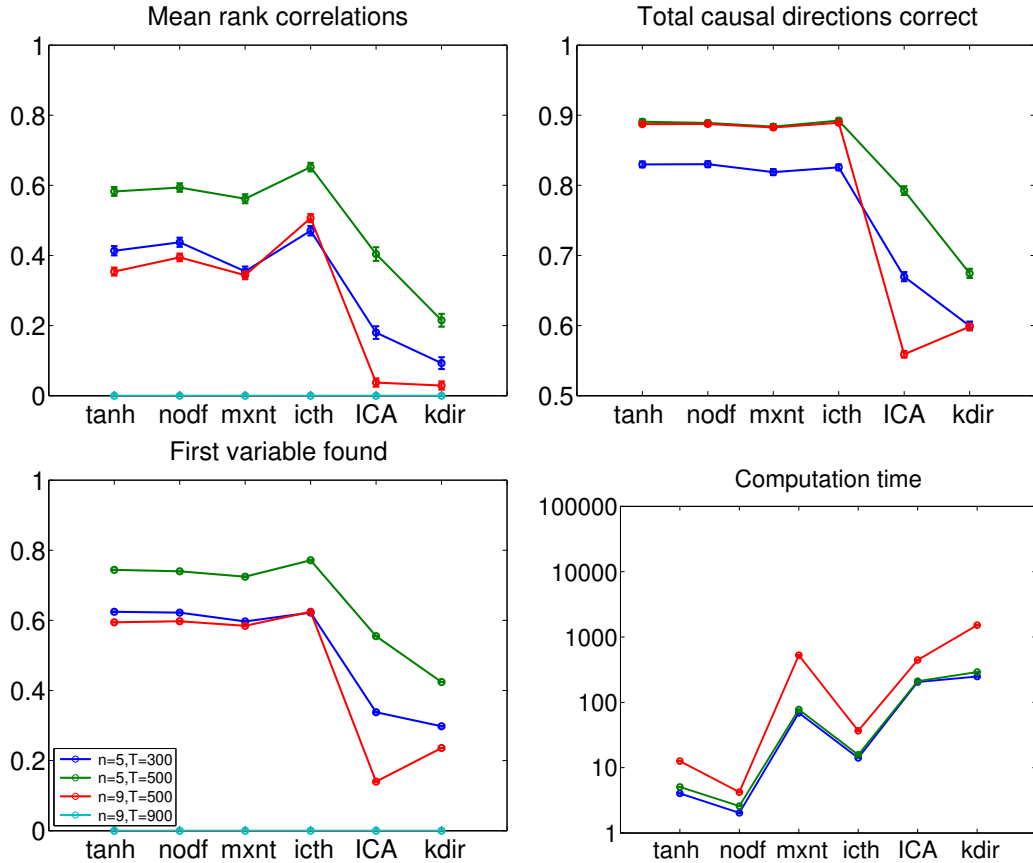 Mean rank correlations
1
0.8
0.6
0.4
0.2
0
tanh nodf mxnt icth ICA kdir
Total causal directions correct
1
0.9
0.8
0.7
0.6
0.5
tanh nodf mxnt icth ICA kdir
First variable found
1
0.8
0.6
0.4
0.2
0
n=5,T=300
n=5,T=500
n=9,T=500
n=9,T=900
tanh nodf mxnt icth ICA kdir
Computation time
100000
10000
1000
100
10
1
tanh nodf mxnt icth ICA kdir